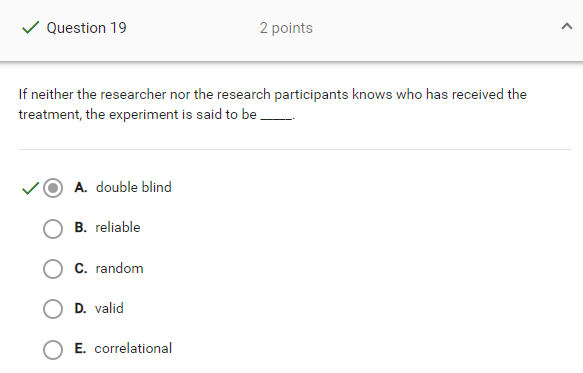 Question 19 2 points
If neither the researcher nor the research participants knows who has received the
treatment, the experiment is said to be _____.
A. double blind
B. reliable
C. random
D. valid
E. correlational